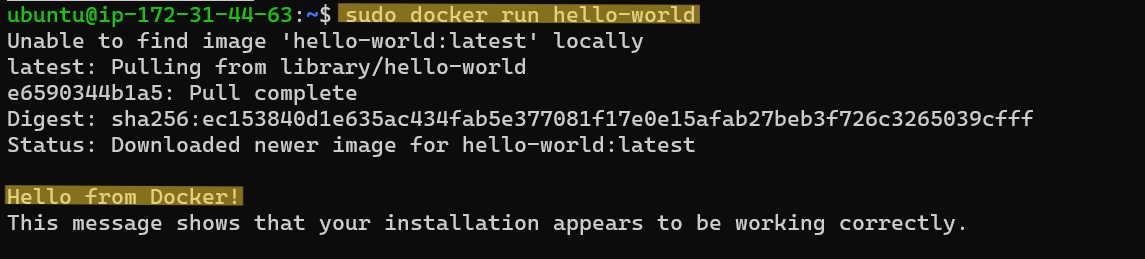 ubuntu@ip-172-31-44-63:~$ sudo docker run hello-world
Unable to find image 'hello-world:latest' locally
latest: Pulling from library/hello-world
e6590344b1a5: Pull complete
Digest: sha256:ec153840d1e635ac434fab5e377081f17e0e15afab27beb3f726c3265039cfff
Status: Downloaded newer image for hello-world:latest
Hello from Docker!
This message shows that your installation appears to be working correctly.